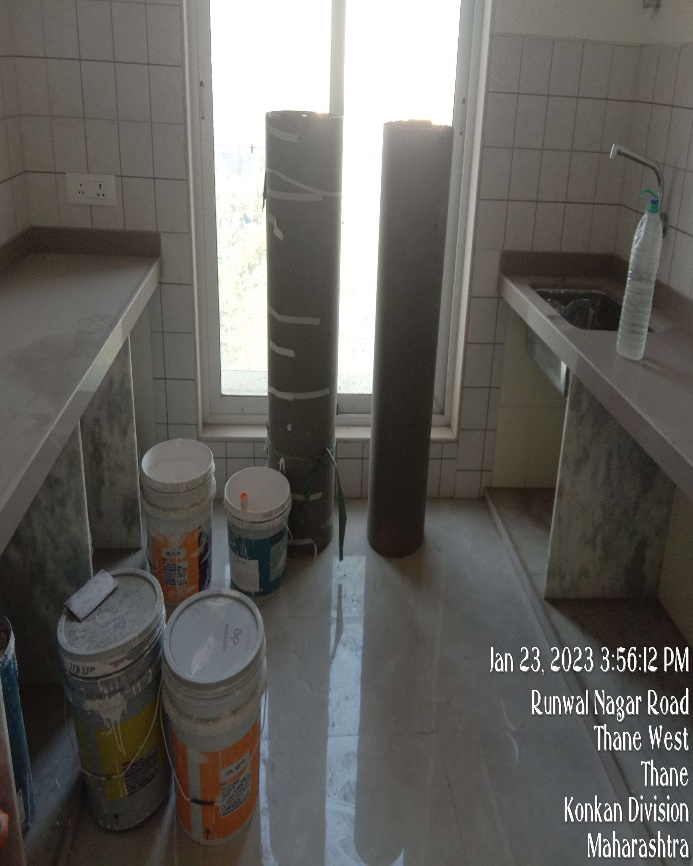 Jan 23, 2023 3:56:12 PM
Runwal Nagar Road
Thane West
Thane
Konkan Division
Maharashtra